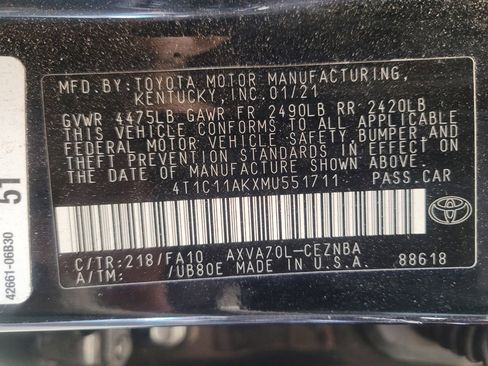 MFD. BY: TOYOTA MOTOR MANUFACTURING,
KENTUCKY, INC. 01/21
GVWR 4475LB GAWR FR 2490LB RR 2420LB
THIS VEHICLE CONFORMS TO ALL APPLICABLE
FEDERAL MOTOR VEHICLE SAFETY, BUMPER AND
THEFT PREVENTION STANDARDS IN EFFECT ON
THE DATE OF MANUFACTURE SHOWN ABOVE.
4T1C11AKXMU551711 PASS.CAR
C/TR:218/FA10 AXVA70L-CEZNBA
A/TM: /UB80E MADE IN U.S.A. 88618
42661-06B30
51